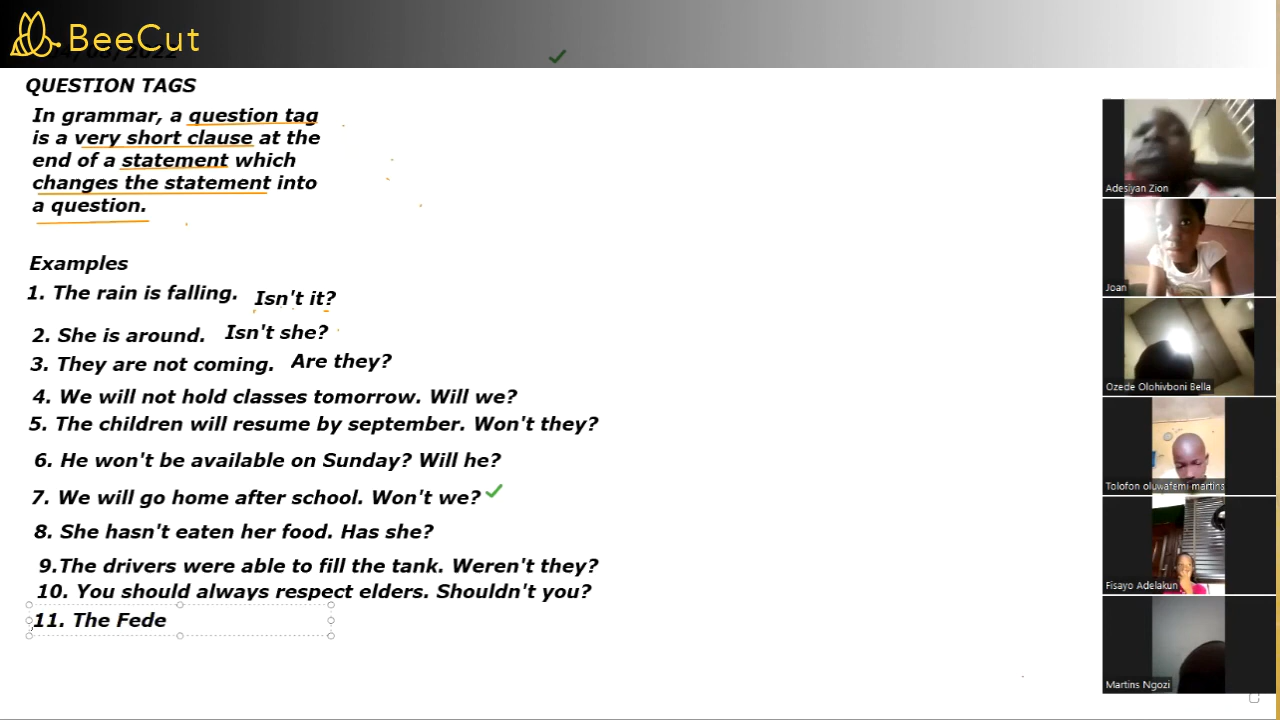 BeeCut
QUESTION TAGS
In grammar, a question tag
is a very short clause at the
end of a statement which
changes the statement into
a question.
Examples
1. The rain is falling. Isn't it?
2. She is around. Isn't she?
3. They are not coming. Are they?
4. We will not hold classes tomorrow. Will we?
5. The children will resume by september. Won't they?
6. He won't be available on Sunday? Will he?
7. We will go home after school. Won't we?
8. She hasn't eaten her food. Has she?
9.The drivers were able to fill the tank. Weren't they?
10. You should always respect elders. Shouldn't you?
11. The Fede
Adesiyan Zion
Joan
Ozede Olohivboni Bella
Tolofon oluwafemi martins
Fisayo Adelakun
Martins Ngozi